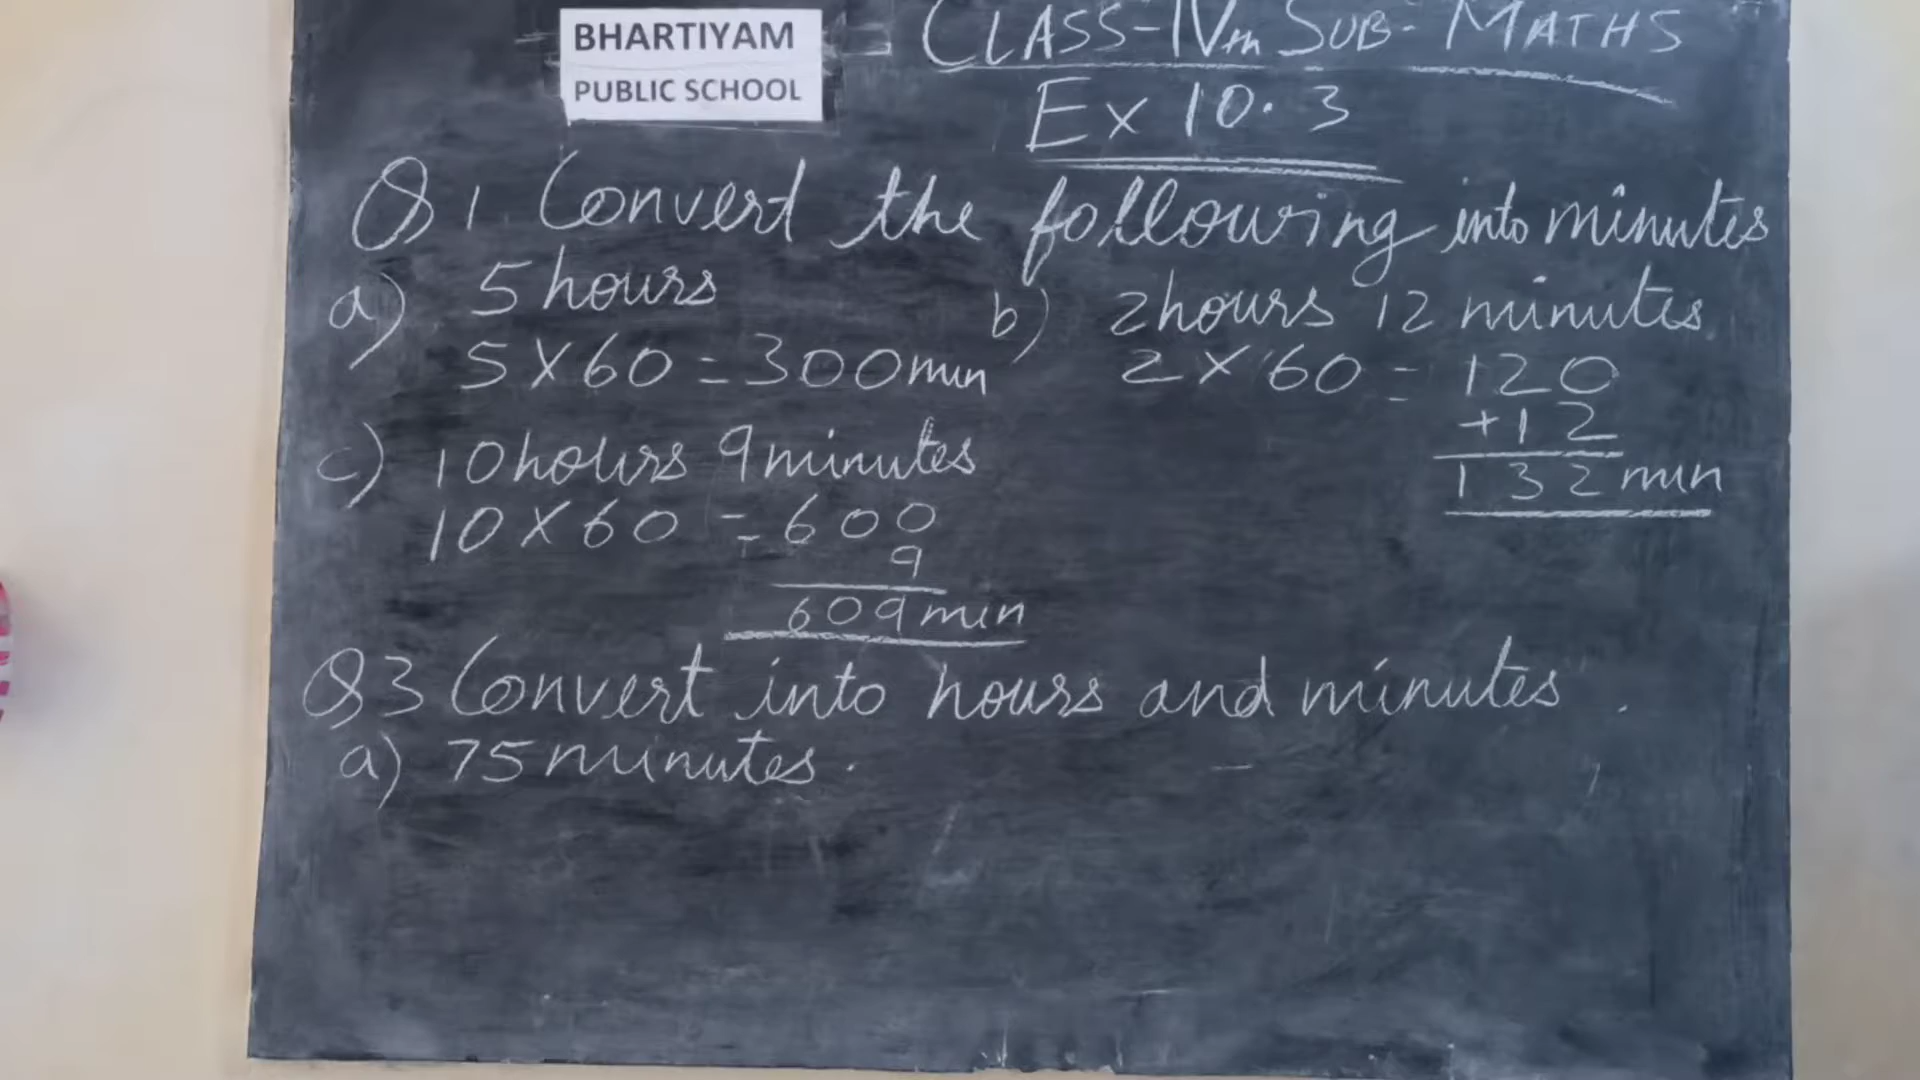 BHARTIYAM
PUBLIC SCHOOL
CLASS-IVth SUB- MATHS
Ex 10.3
Q1 Convert the following into minutes
a) 5 hours
5 X 60 = 300 min
b) 2 hours 12 minutes
2 X 60 = 120
+12
132 min
c) 10 hours 9 minutes
10 X 60 = 600
9
609 min
Q3 Convert into hours and minutes.
a) 75 minutes.